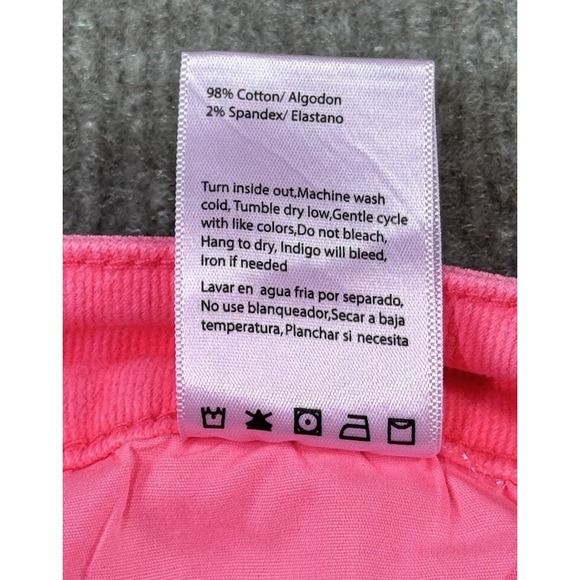 98% Cotton/ Algodon
2% Spandex/ Elastano
Turn inside out,Machine wash
cold, Tumble dry low,Gentle cycle
with like colors,Do not bleach,
Hang to dry, Indigo will bleed,
Iron if needed
Lavar en agua fria por separado,
No use blanqueador,Secar a baja
temperatura,Planchar si necesita